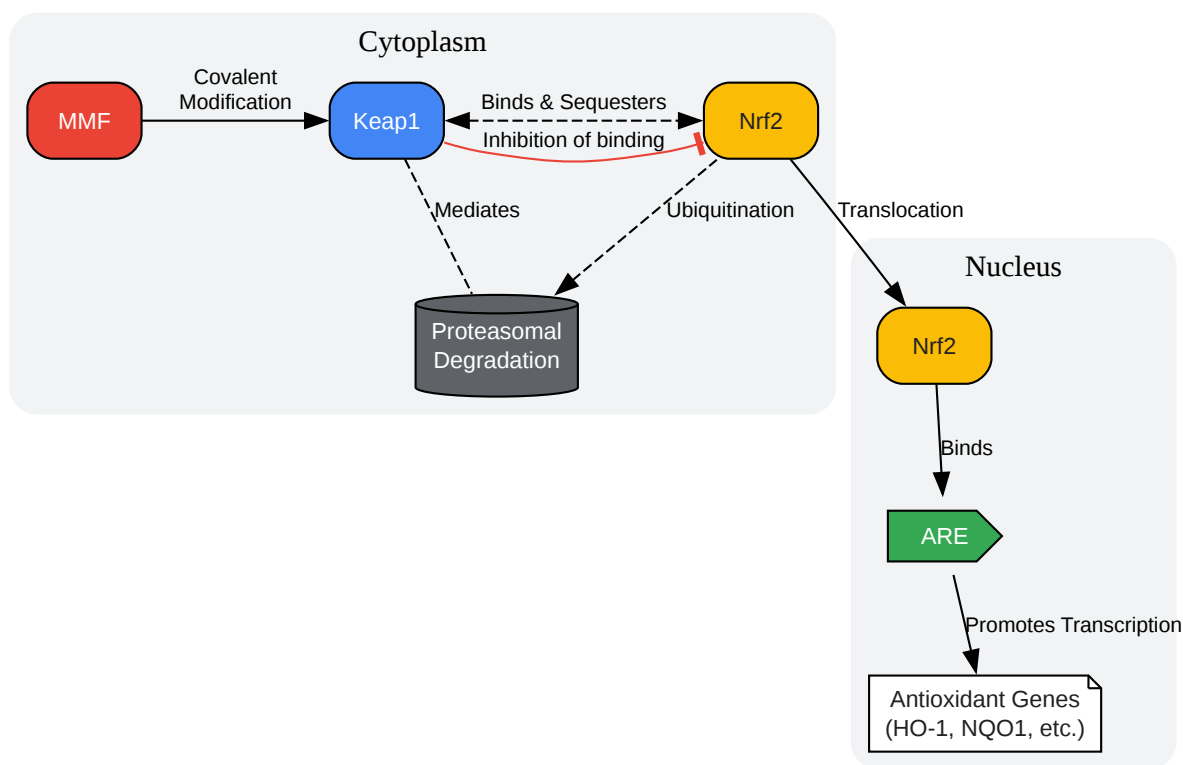 Cytoplasm
Covalent
Modification
MMF
Keap1
Binds & Sequesters
Inhibition of binding
Nrf2
Mediates
Ubiquitination
Translocation
Proteasomal
Degradation
Nucleus
Nrf2
Binds
ARE
Promotes Transcription
Antioxidant Genes
(HO-1, NQO1, etc.)